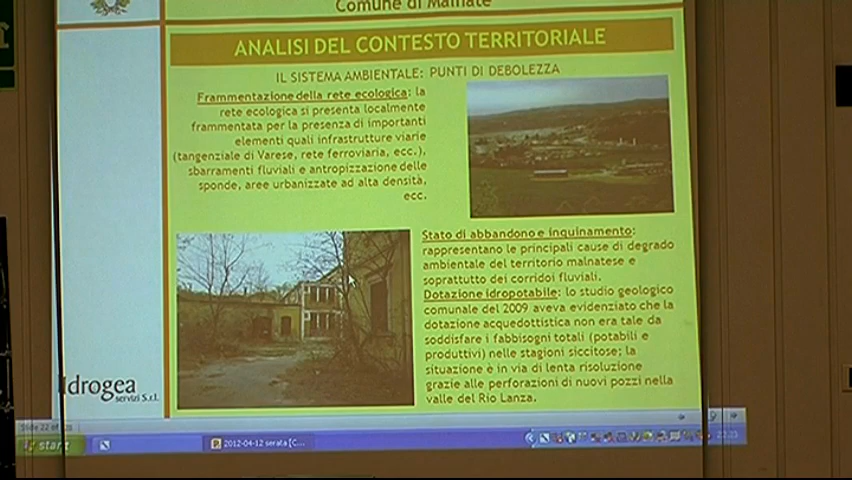 Comune di Malnate
ANALISI DEL CONTESTO TERRITORIALE
IL SISTEMA AMBIENTALE: PUNTI DI DEBOLEZZA
Frammentazione della rete ecologica: la
rete ecologica si presenta localmente
frammentata per la presenza di importanti
elementi quali infrastrutture viarie
(tangenziale di Varese, rete ferroviaria, ecc.),
sbarramenti fluviali e antropizzazione delle
sponde, aree urbanizzate ad alta densità,
ecc.
Stato di abbandono e inquinamento:
rappresentano le principali cause di degrado
ambientale del territorio malnatese e
soprattutto dei corridoi fluviali.
Dotazione idropotabile: lo studio geologico
comunale del 2009 aveva evidenziato che la
dotazione acquedottistica non era tale da
soddisfare i fabbisogni totali (potabili e
produttivi) nelle stagioni siccitose; la
situazione è in via di lenta risoluzione
grazie alle perforazioni di nuovi pozzi nella
valle del Rio Lanza.
Idrogea
servizi S.r.l.
Slide 22
start
2012-04-12 serata [C...